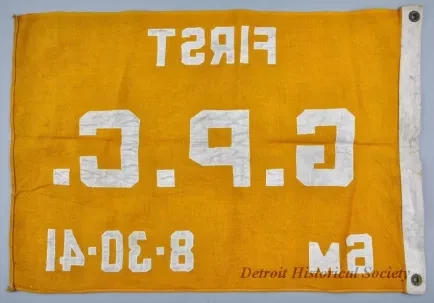 FIRST
G.P.C.
6M 8-30-41
Detroit Historical Society